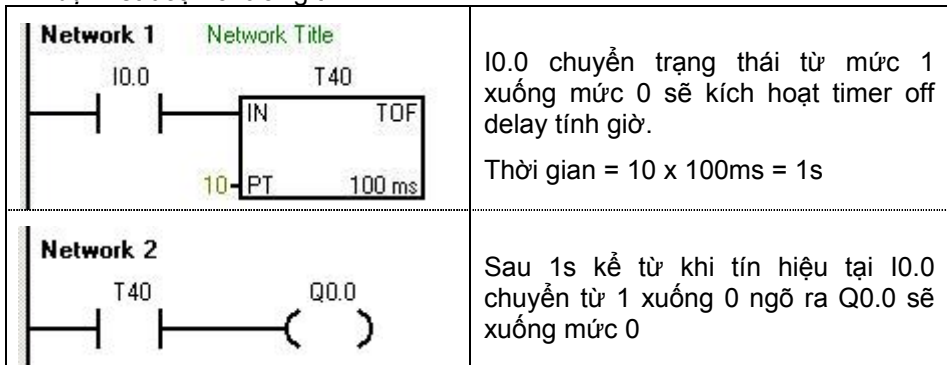 Network 1 Network Title
I0.0 T40
IN TOF
10 PT 100 ms
I0.0 chuyển trạng thái từ mức 1
xuống mức 0 sẽ kích hoạt timer off
delay tính giờ.
Thời gian = 10 x 100ms = 1s
Network 2
T40 Q0.0
Sau 1s kể từ khi tín hiệu tại I0.0
chuyển từ 1 xuống 0 ngõ ra Q0.0 sẽ
xuống mức 0